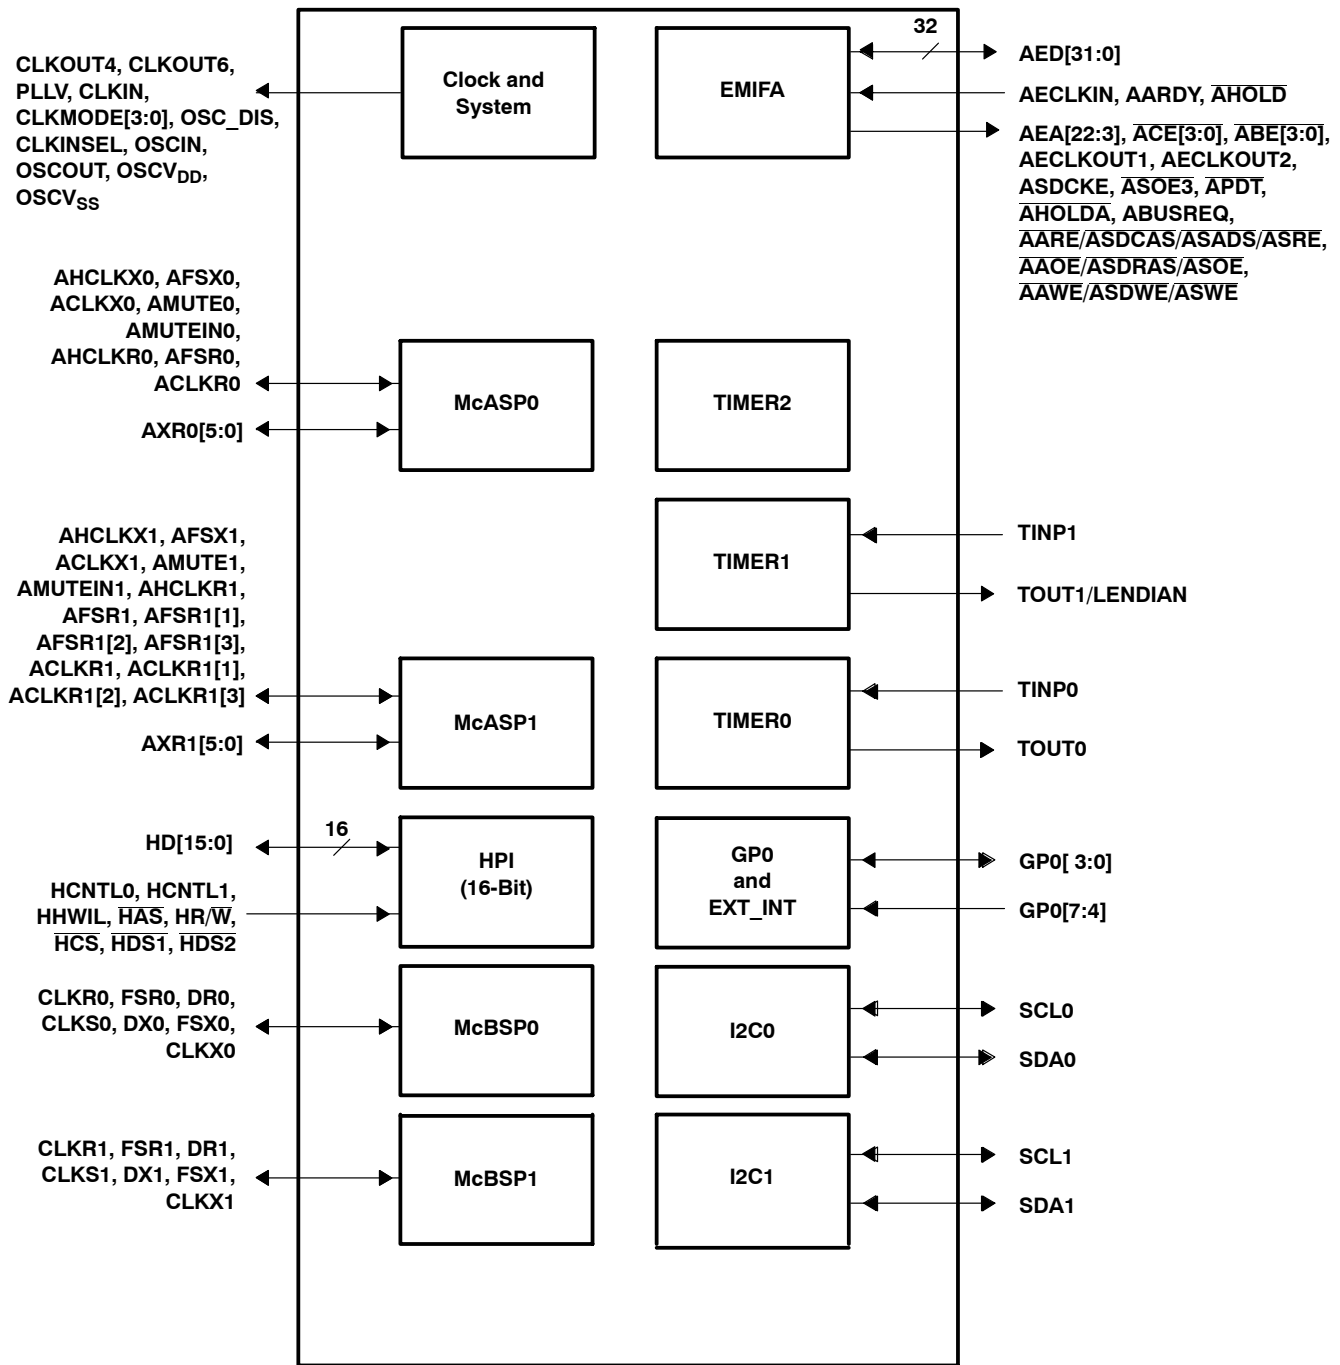 CLKOUT4, CLKOUT6,
PLLV, CLKIN,
CLKMODE[3:0], OSC_DIS,
CLKINSEL, OSCIN,
OSCOUT, OSCVDD,
OSCVSS
Clock and
System
EMIFA
32
AED[31:0]
AECLKIN, AARDY, AHOLD
AEA[22:3], ACE[3:0], ABE[3:0],
AECLKOUT1, AECLKOUT2,
ASDCKE, ASOE3, APDT,
AHOLDA, ABUSREQ,
AARE/ASDCAS/ASADS/ASRE,
AAOE/ASDRAS/ASOE,
AAWE/ASDWE/ASWE
AHCLKX0, AFSX0,
ACLKX0, AMUTE0,
AMUTEIN0,
AHCLKR0, AFSR0,
ACLKR0
AXR0[5:0]
McASP0
TIMER2
AHCLKX1, AFSX1,
ACLKX1, AMUTE1,
AMUTEIN1, AHCLKR1,
AFSR1, AFSR1[1],
AFSR1[2], AFSR1[3],
ACLKR1, ACLKR1[1],
ACLKR1[2], ACLKR1[3]
AXR1[5:0]
McASP1
TIMER1
TINP1
TOUT1/LENDIAN
TIMER0
TINP0
TOUT0
HD[15:0]
16
HCNTL0, HCNTL1,
HHWIL, HAS, HR/W,
HCS, HDS1, HDS2
HPI
(16-Bit)
GP0
and
EXT_INT
GP0[ 3:0]
GP0[7:4]
CLKR0, FSR0, DR0,
CLKS0, DX0, FSX0,
CLKX0
McBSP0
I2C0
SCL0
SDA0
CLKR1, FSR1, DR1,
CLKS1, DX1, FSX1,
CLKX1
McBSP1
I2C1
SCL1
SDA1